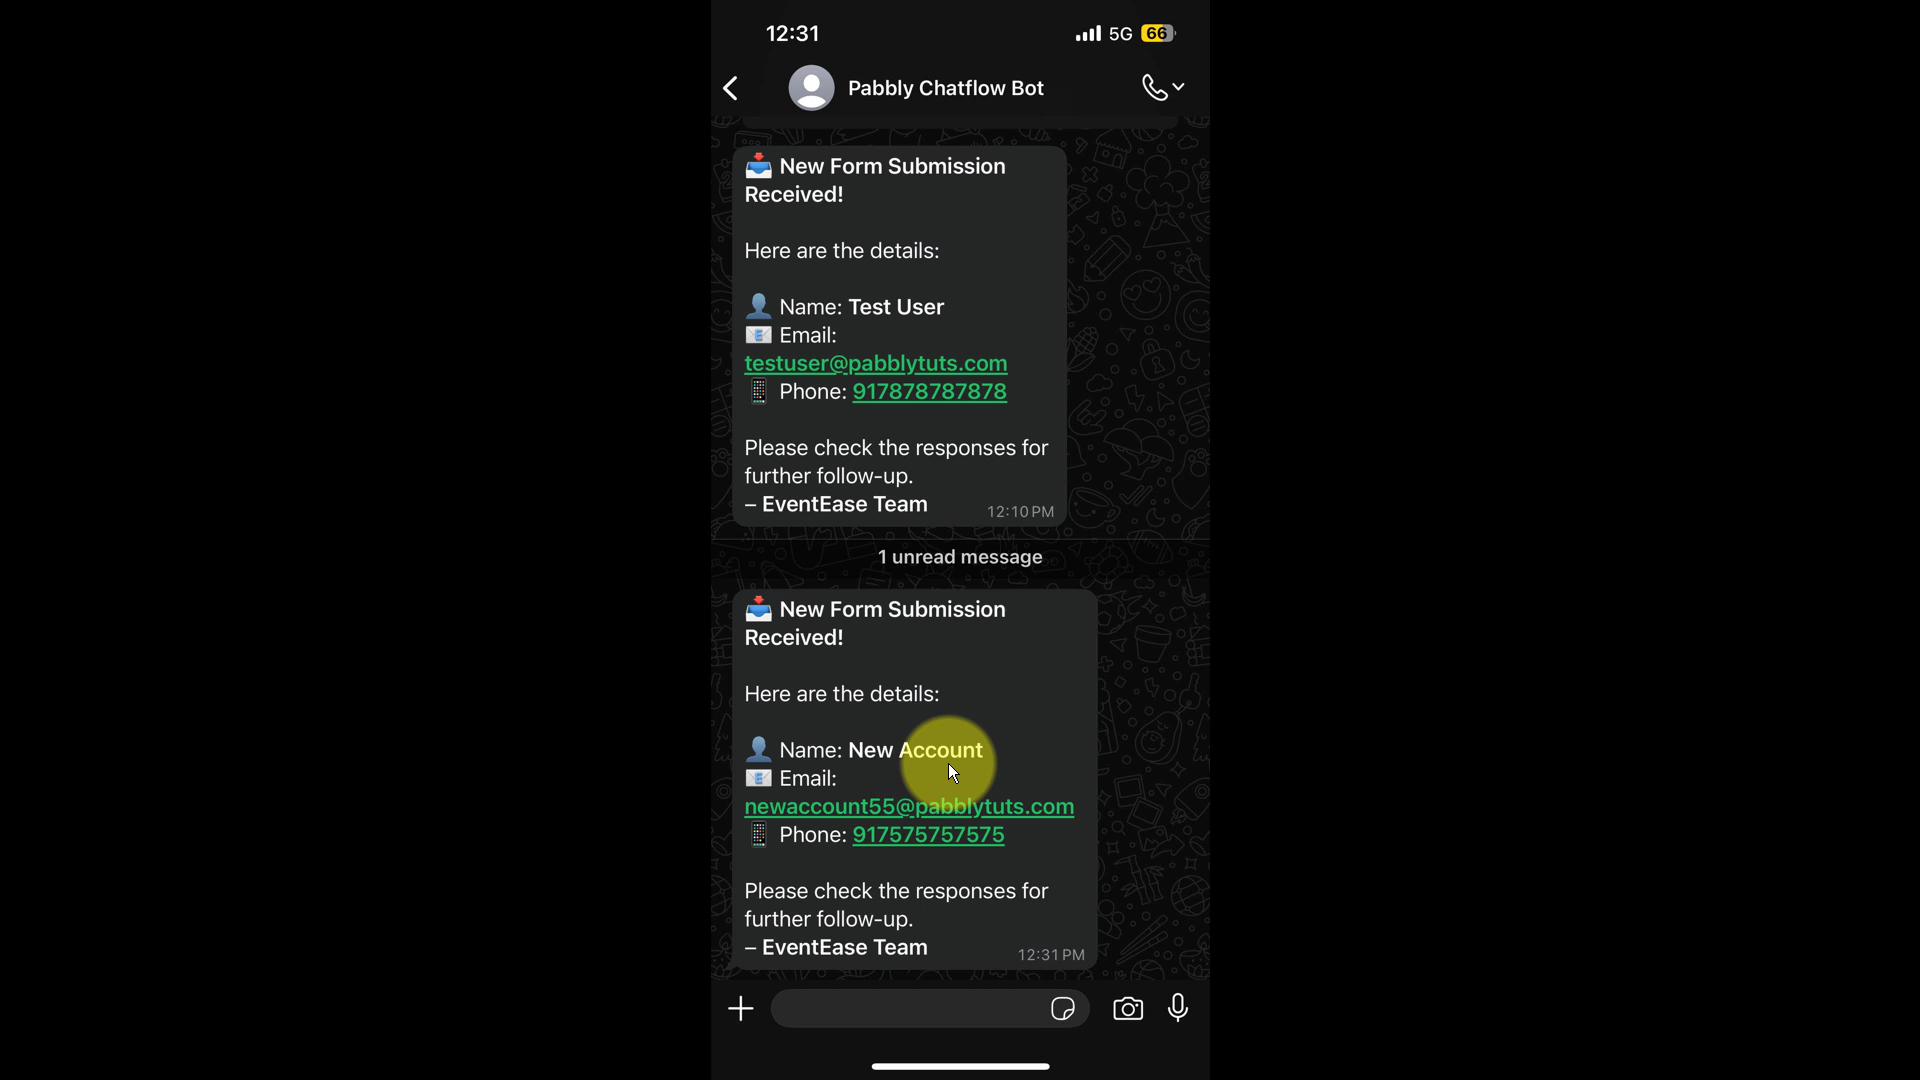 12:31
5G 66
Pabbly Chatflow Bot
📥 New Form Submission
Received!
Here are the details:
👤 Name: Test User
📧 Email:
testuser@pabblytuts.com
📱 Phone: 917878787878
Please check the responses for
further follow-up.
– EventEase Team
12:10 PM
1 unread message
📥 New Form Submission
Received!
Here are the details:
👤 Name: New Account
📧 Email:
newaccount55@pabblytuts.com
📱 Phone: 917575757575
Please check the responses for
further follow-up.
– EventEase Team
12:31 PM